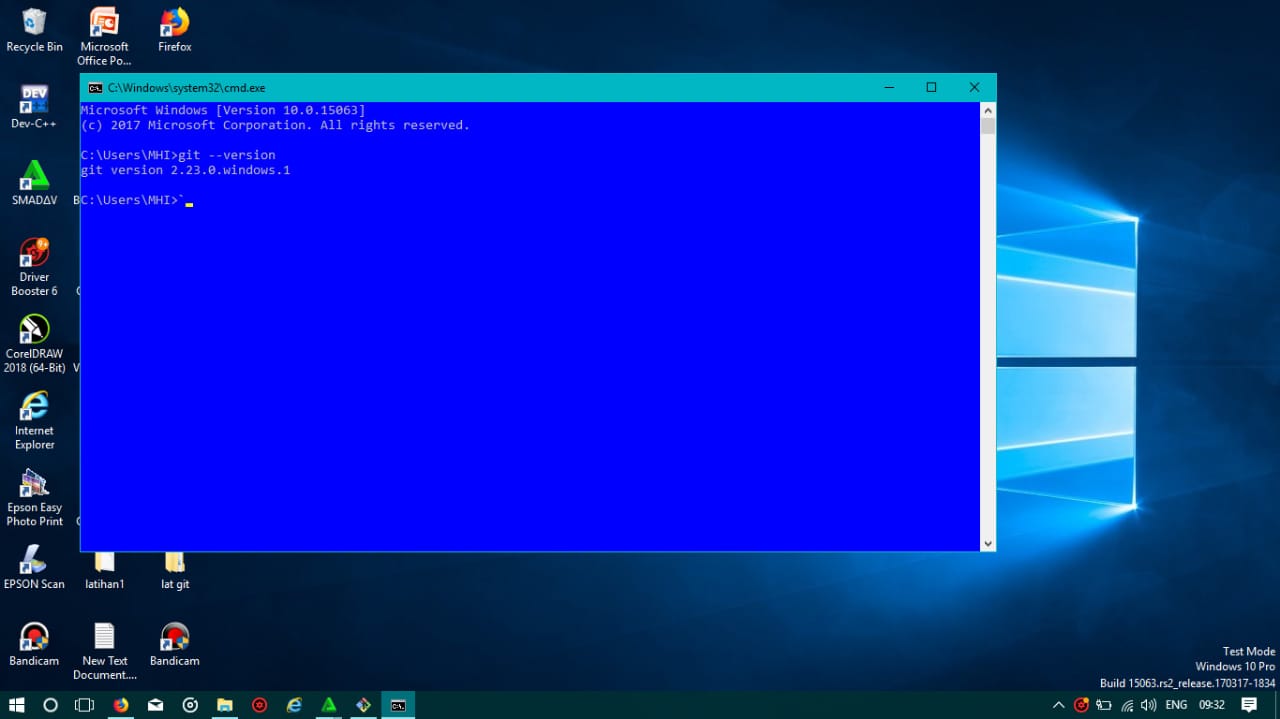 Recycle Bin
Microsoft
Office Po...
Firefox
DEV
Dev-C++
SMADΔV
Driver
Booster 6
CorelDRAW
2018 (64-Bit)
Internet
Explorer
Epson Easy
Photo Print
EPSON Scan
latihan1
lat git
Bandicam
New Text
Document....
Bandicam
C:\Windows\system32\cmd.exe
Microsoft Windows [Version 10.0.15063]
(c) 2017 Microsoft Corporation. All rights reserved.
C:\Users\MHI>git --version
git version 2.23.0.windows.1
C:\Users\MHI>`
Test Mode
Windows 10 Pro
Build 15063.rs2_release.170317-1834
ENG
09:32